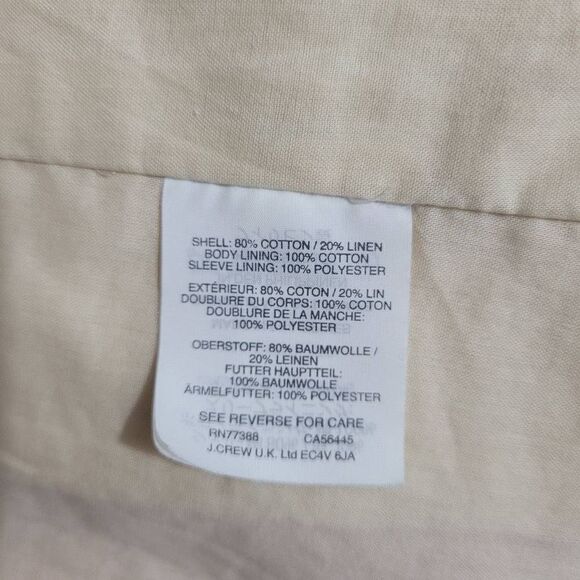 SHELL: 80% COTTON / 20% LINEN
BODY LINING: 100% COTTON
SLEEVE LINING: 100% POLYESTER
EXTÉRIEUR: 80% COTON / 20% LIN
DOUBLURE DU CORPS: 100% COTON
DOUBLURE DE LA MANCHE:
100% POLYESTER
OBERSTOFF: 80% BAUMWOLLE /
20% LEINEN
FUTTER HAUPTTEIL:
100% BAUMWOLLE
ÄRMELFUTTER: 100% POLYESTER
SEE REVERSE FOR CARE
RN77388 CA56445
J.CREW U.K. Ltd EC4V 6JA